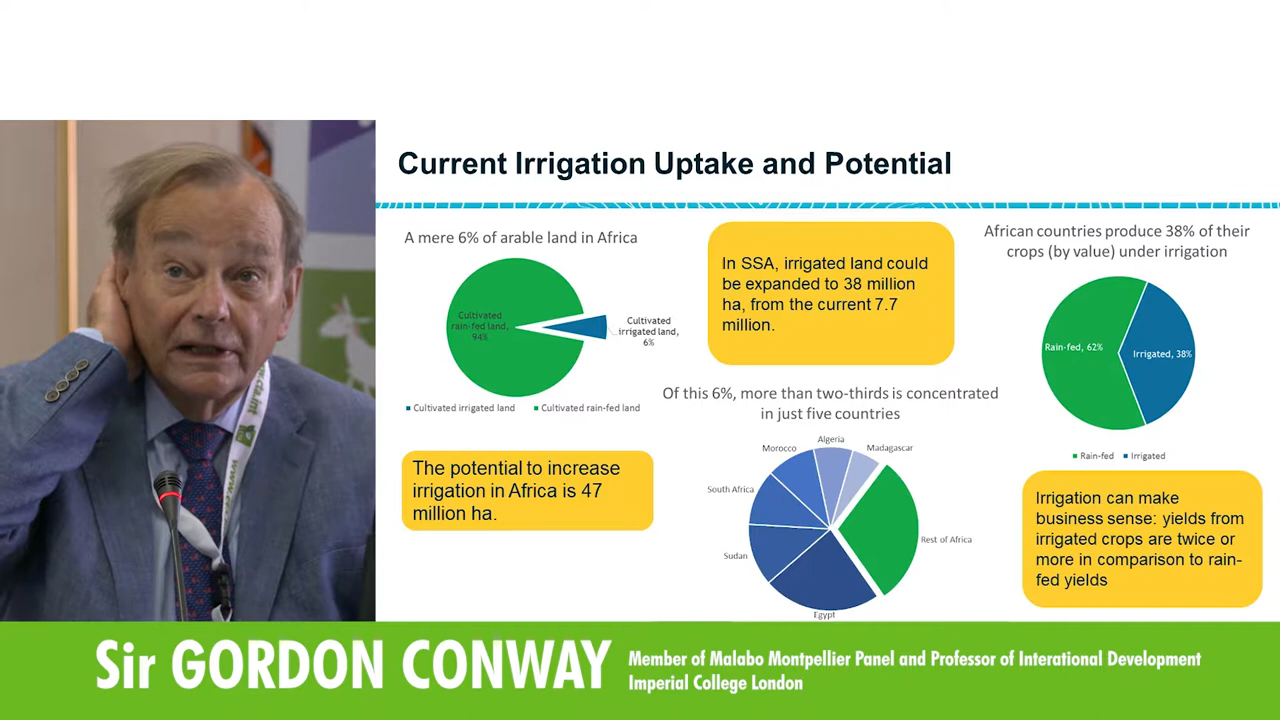 Current Irrigation Uptake and Potential
A mere 6% of arable land in Africa
Cultivated
rain-fed land,
94%
Cultivated
irrigated land,
6%
Cultivated irrigated land
Cultivated rain-fed land
The potential to increase
irrigation in Africa is 47
million ha.
In SSA, irrigated land could
be expanded to 38 million
ha, from the current 7.7
million.
Of this 6%, more than two-thirds is concentrated
in just five countries
Algeria
Morocco
Madagascar
South Africa
Sudan
Rest of Africa
Egypt
African countries produce 38% of their
crops (by value) under irrigation
Rain-fed, 62%
Irrigated, 38%
Rain-fed
Irrigated
Irrigation can make
business sense: yields from
irrigated crops are twice or
more in comparison to rain-
fed yields
Sir GORDON CONWAY
Member of Malabo Montpellier Panel and Professor of Interational Development
Imperial College London